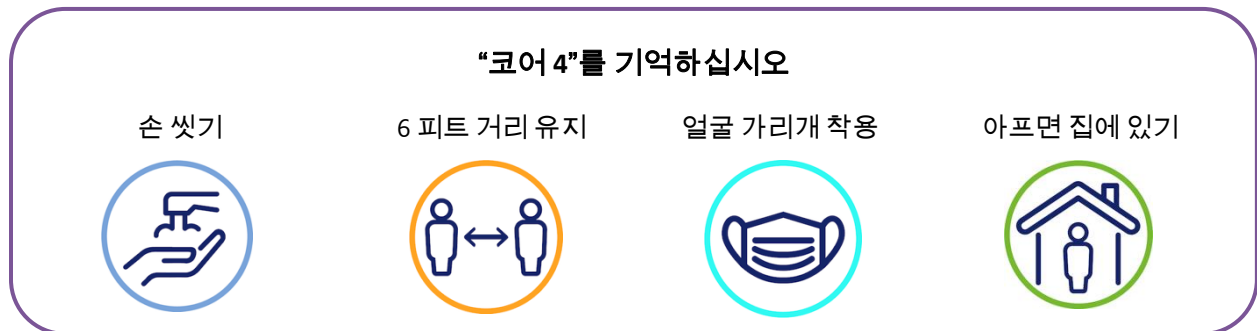 “코어 4”를 기억하십시오
손 씻기
6 피트 거리 유지
얼굴 가리개 착용
아프면 집에 있기